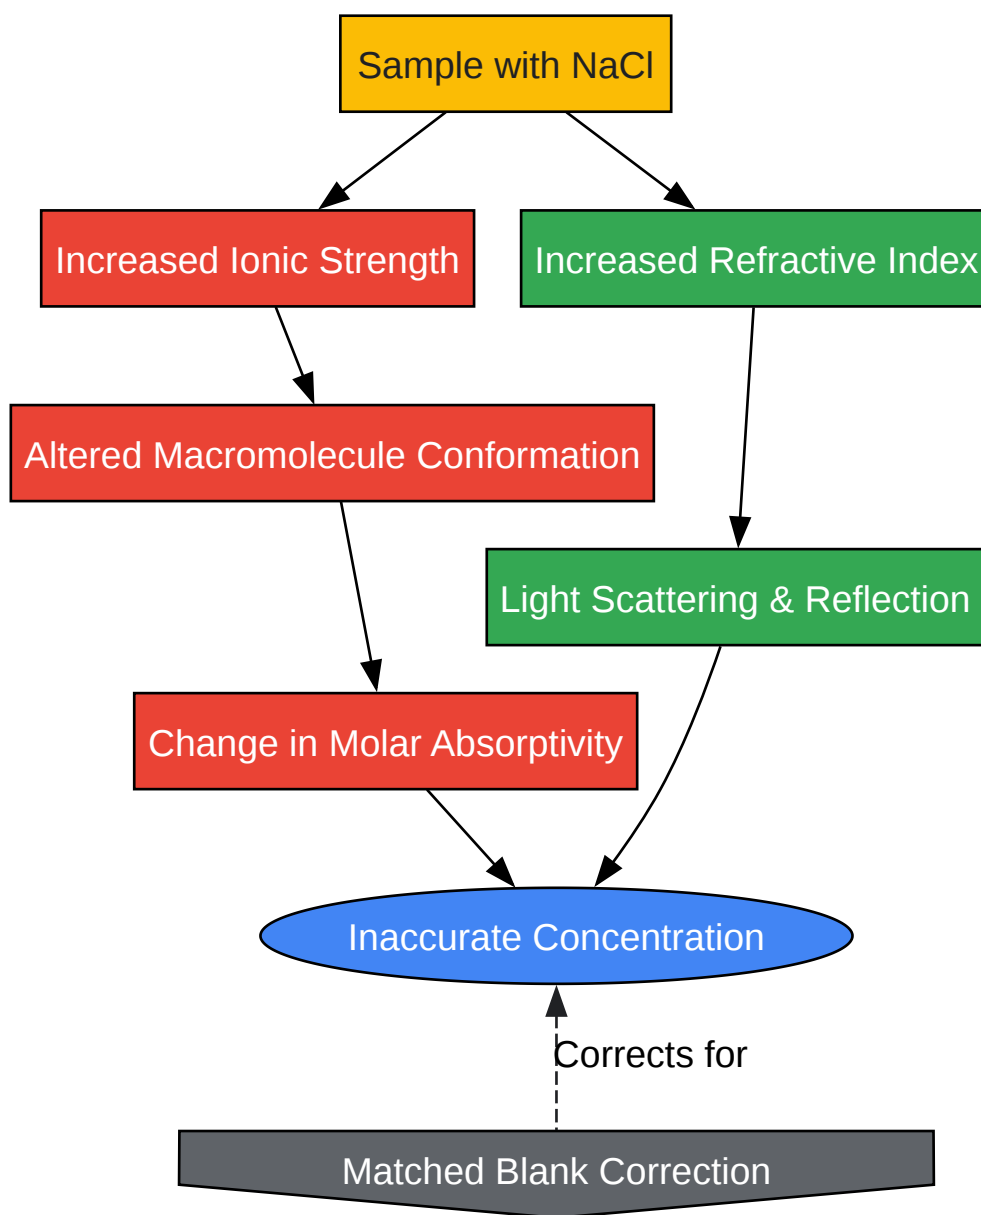 Sample with NaCl
Increased Ionic Strength
Increased Refractive Index
Altered Macromolecule Conformation
Light Scattering & Reflection
Change in Molar Absorptivity
Inaccurate Concentration
Corrects for
Matched Blank Correction